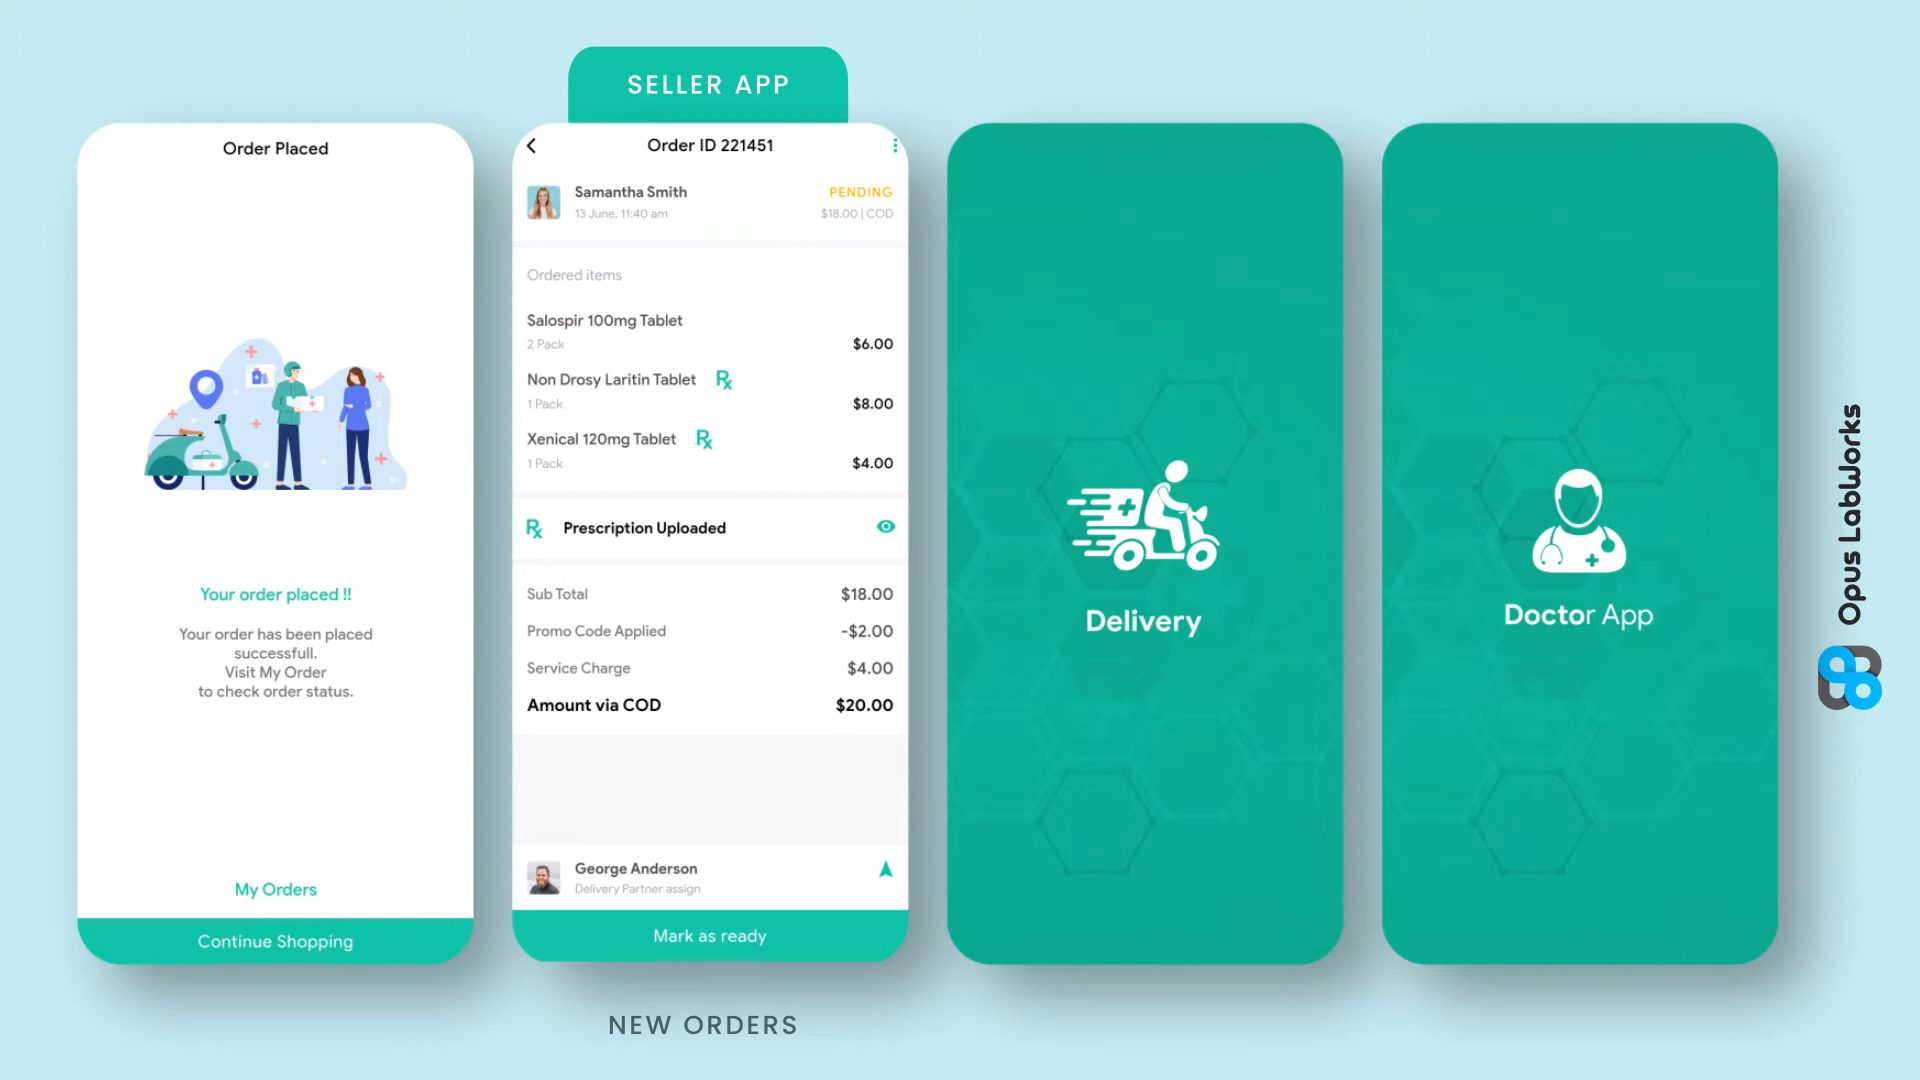 SELLER APP
Order Placed
Your order placed !!
Your order has been placed
successfull.
Visit My Order
to check order status.
My Orders
Continue Shopping
Order ID 221451
Samantha Smith
PENDING
13 June, 11:40 am
$18.00 | COD
Ordered items
Salospir 100mg Tablet
2 Pack
$6.00
Non Drosy Laritin Tablet Rx
1 Pack
$8.00
Xenical 120mg Tablet Rx
1 Pack
$4.00
Rx Prescription Uploaded
Sub Total $18.00
Promo Code Applied -$2.00
Service Charge $4.00
Amount via COD $20.00
George Anderson
Delivery Partner assign
Mark as ready
NEW ORDERS
Delivery
Doctor App
Opus LabWorks